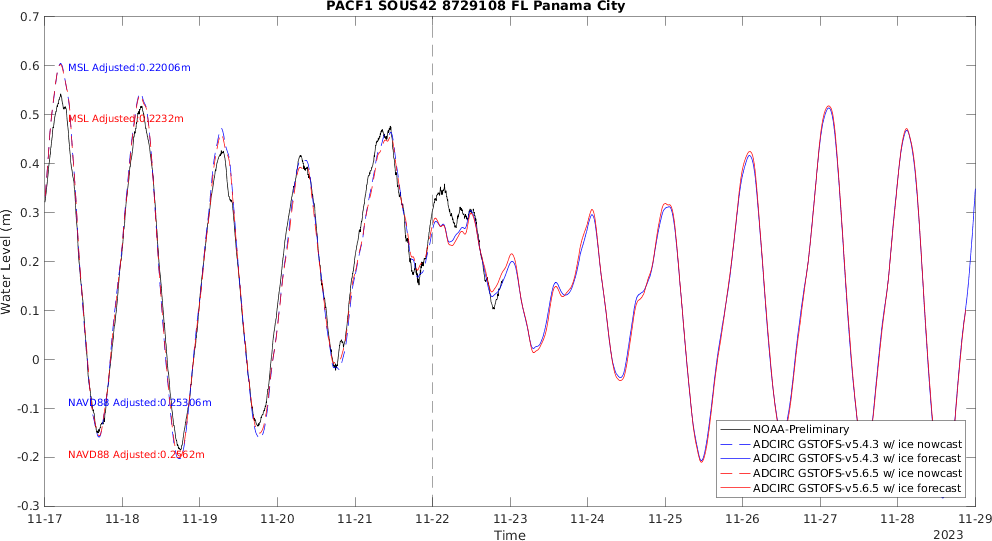 PACF1 SOUS42 8729108 FL Panama City
0.7
0.6
0.5
0.4
0.3
0.2
0.1
0
-0.1
-0.2
-0.3
Water Level (m)
MSL Adjusted:0.22006m
MSL Adjusted:0.2232m
NAVD88 Adjusted:0.25306m
NAVD88 Adjusted:0.2562m
NOAA-Preliminary
ADCIRC GSTOFS-v5.4.3 w/ ice nowcast
ADCIRC GSTOFS-v5.4.3 w/ ice forecast
ADCIRC GSTOFS-v5.6.5 w/ ice nowcast
ADCIRC GSTOFS-v5.6.5 w/ ice forecast
11-17 11-18 11-19 11-20 11-21 11-22 11-23 11-24 11-25 11-26 11-27 11-28 11-29
Time
2023